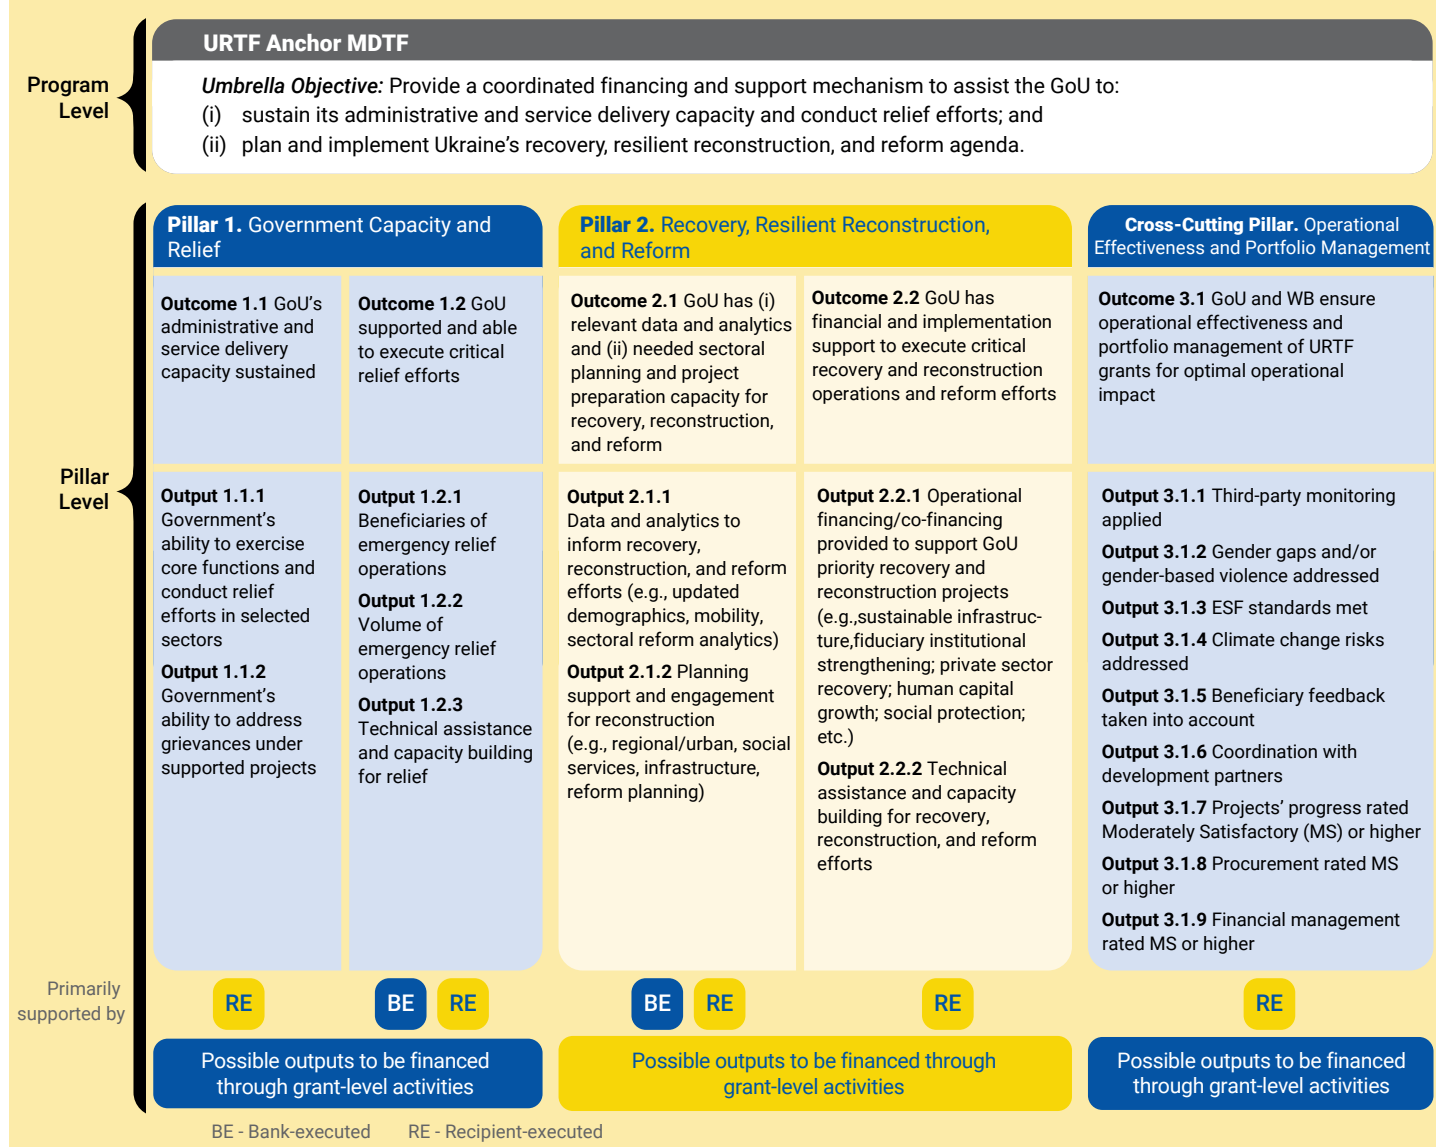 URTF Anchor MDTF
Program
Level
Umbrella Objective: Provide a coordinated financing and support mechanism to assist the GoU to:
(i) sustain its administrative and service delivery capacity and conduct relief efforts; and
(ii) plan and implement Ukraine’s recovery, resilient reconstruction, and reform agenda.
Pillar
Level
Pillar 1. Government Capacity and
Relief
Outcome 1.1 GoU’s
administrative and
service delivery
capacity sustained
Outcome 1.2 GoU
supported and able
to execute critical
relief efforts
Output 1.1.1
Government’s
ability to exercise
core functions and
conduct relief
efforts in selected
sectors
Output 1.1.2
Government’s
ability to address
grievances under
supported projects
Output 1.2.1
Beneficiaries of
emergency relief
operations
Output 1.2.2
Volume of
emergency relief
operations
Output 1.2.3
Technical assistance
and capacity building
for relief
Pillar 2. Recovery, Resilient Reconstruction,
and Reform
Outcome 2.1 GoU has (i)
relevant data and analytics
and (ii) needed sectoral
planning and project
preparation capacity for
recovery, reconstruction,
and reform
Outcome 2.2 GoU has
financial and implementation
support to execute critical
recovery and reconstruction
operations and reform efforts
Output 2.1.1
Data and analytics to
inform recovery,
reconstruction, and reform
efforts (e.g., updated
demographics, mobility,
sectoral reform analytics)
Output 2.1.2 Planning
support and engagement
for reconstruction
(e.g., regional/urban, social
services, infrastructure,
reform planning)
Output 2.2.1 Operational
financing/co-financing
provided to support GoU
priority recovery and
reconstruction projects
(e.g.,sustainable infrastruc-
ture,fiduciary institutional
strengthening; private sector
recovery; human capital
growth; social protection;
etc.)
Output 2.2.2 Technical
assistance and capacity
building for recovery,
reconstruction, and reform
efforts
Cross-Cutting Pillar. Operational
Effectiveness and Portfolio Management
Outcome 3.1 GoU and WB ensure
operational effectiveness and
portfolio management of URTF
grants for optimal operational
impact
Output 3.1.1 Third-party monitoring
applied
Output 3.1.2 Gender gaps and/or
gender-based violence addressed
Output 3.1.3 ESF standards met
Output 3.1.4 Climate change risks
addressed
Output 3.1.5 Beneficiary feedback
taken into account
Output 3.1.6 Coordination with
development partners
Output 3.1.7 Projects’ progress rated
Moderately Satisfactory (MS) or higher
Output 3.1.8 Procurement rated MS
or higher
Output 3.1.9 Financial management
rated MS or higher
Primarily
supported by
RE
BE RE
BE RE
RE
RE
Possible outputs to be financed
through grant-level activities
Possible outputs to be financed through
grant-level activities
Possible outputs to be financed
through grant-level activities
BE - Bank-executed RE - Recipient-executed